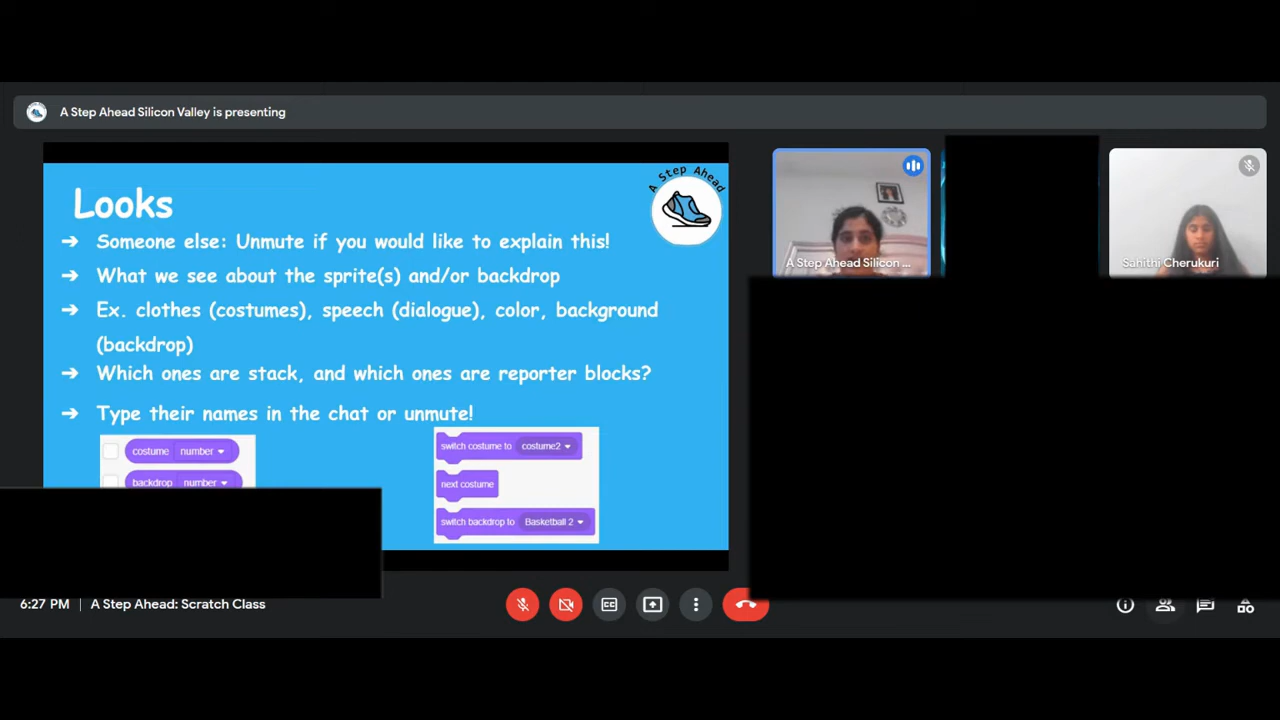 A Step Ahead Silicon Valley is presenting
Looks
A Step Ahead
➔ Someone else: Unmute if you would like to explain this!
➔ What we see about the sprite(s) and/or backdrop
➔ Ex. clothes (costumes), speech (dialogue), color, background
(backdrop)
➔ Which ones are stack, and which ones are reporter blocks?
➔ Type their names in the chat or unmute!
costume number
backdrop number
switch costume to costume2
next costume
switch backdrop to Basketball 2
A Step Ahead Silicon ...
Sahithi Cherukuri
6:27 PM | A Step Ahead: Scratch Class